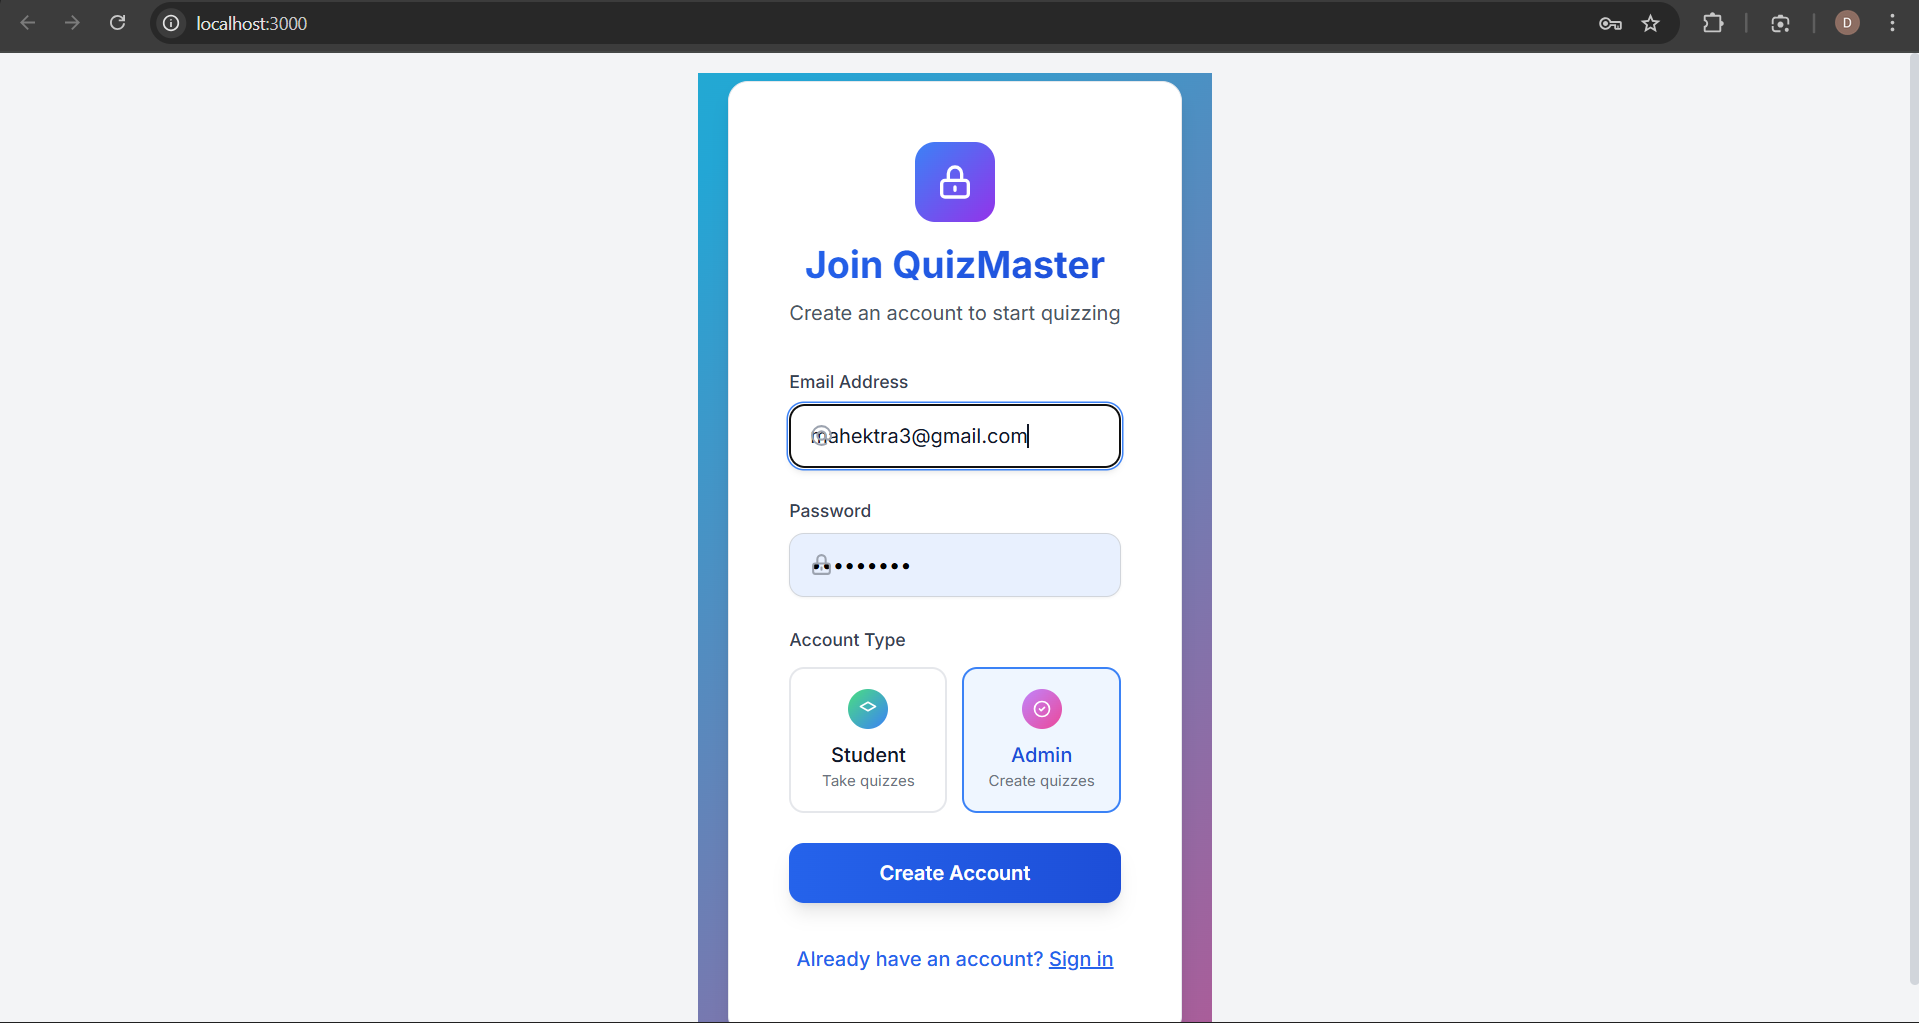 localhost:3000
D
Join QuizMaster
Create an account to start quizzing
Email Address
mahektra3@gmail.com
Password
Account Type
Student
Take quizzes
Admin
Create quizzes
Create Account
Already have an account? Sign in